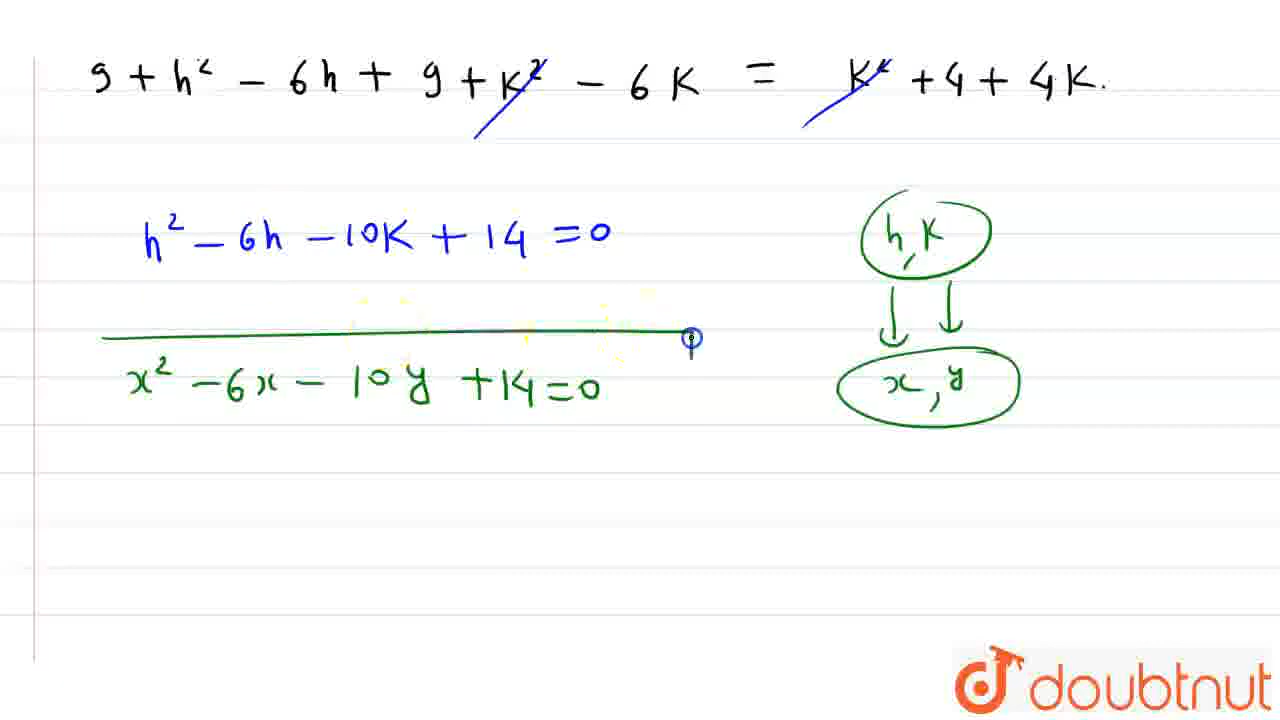 9 + h² - 6h + 9 + k² - 6k = k² + 4 + 4k.
h² - 6h - 10k + 14 = 0
h, k
x² - 6x - 10y + 14 = 0
x, y
doubtnut